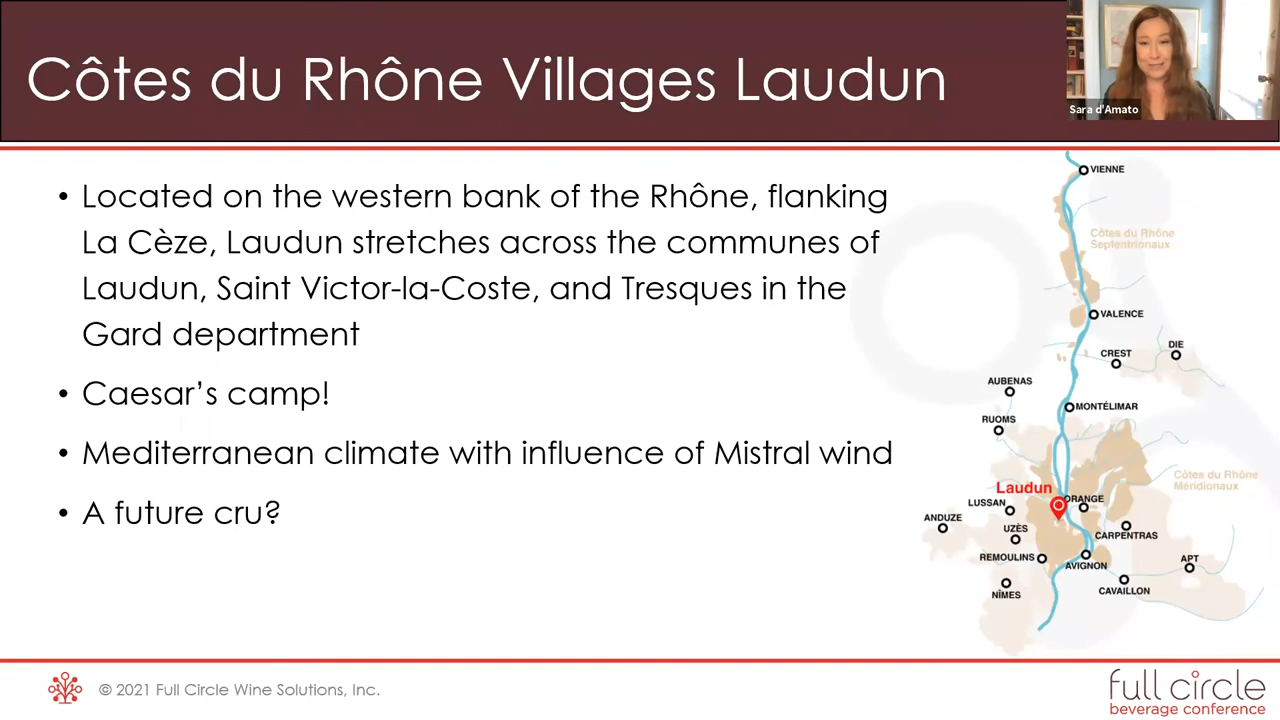 Côtes du Rhône Villages Laudun
Sara d'Amato
• Located on the western bank of the Rhône, flanking
La Cèze, Laudun stretches across the communes of
Laudun, Saint Victor-la-Coste, and Tresques in the
Gard department
• Caesar's camp!
• Mediterranean climate with influence of Mistral wind
• A future cru?
VIENNE
Côtes du Rhône
Septentrionaux
VALENCE
CREST
DIE
AUBENAS
MONTÉLIMAR
RUOMS
Côtes du Rhône
Méridionaux
Laudun
LUSSAN
ORANGE
ANDUZE
UZÈS
CARPENTRAS
REMOULINS
AVIGNON
APT
NÎMES
CAVAILLON
© 2021 Full Circle Wine Solutions, Inc.
full circle
beverage conference